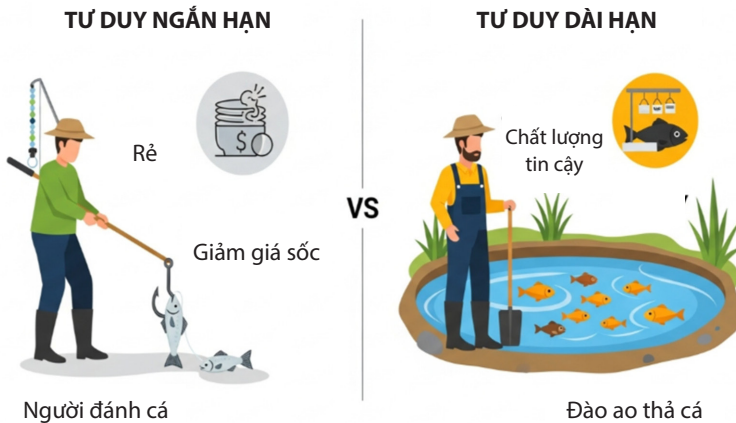 TƯ DUY NGẮN HẠN
Rẻ
$
Giảm giá sốc
Người đánh cá
VS
TƯ DUY DÀI HẠN
Chất lượng
tin cậy
Đào ao thả cá